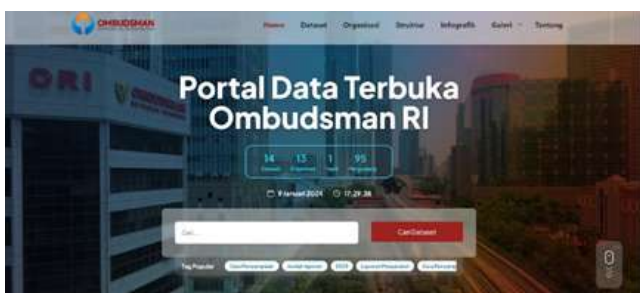 OMBUDSMAN
Home Dataset Organisasi Struktur Infografik Galeri Tentang
ORI
Portal Data Terbuka
Ombudsman RI
14 13 1 95
Dataset Organisasi Topik Pengunjung
9 Januari 2024 17:29:38
Cari... Cari Dataset
Tag Populer 2023